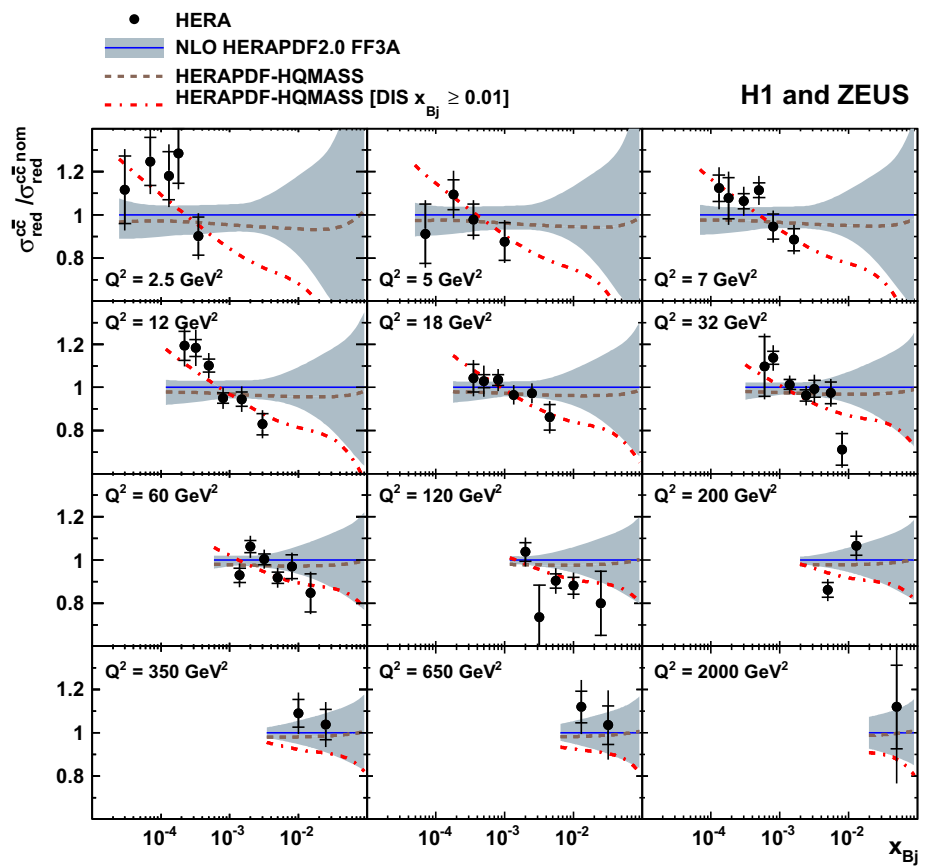 HERA
NLO HERAPDF2.0 FF3A
HERAPDF-HQMASS
HERAPDF-HQMASS [DIS x_Bj ≥ 0.01]
H1 and ZEUS
σ_red^cc̄ / σ_red^cc̄ nom
1.2
1
0.8
Q² = 2.5 GeV²
Q² = 5 GeV²
Q² = 7 GeV²
Q² = 12 GeV²
Q² = 18 GeV²
Q² = 32 GeV²
1.2
1
0.8
Q² = 60 GeV²
Q² = 120 GeV²
Q² = 200 GeV²
1.2
1
0.8
Q² = 350 GeV²
Q² = 650 GeV²
Q² = 2000 GeV²
1.2
1
0.8
10⁻⁴ 10⁻³ 10⁻² 10⁻⁴ 10⁻³ 10⁻² 10⁻⁴ 10⁻³ 10⁻²
x_Bj